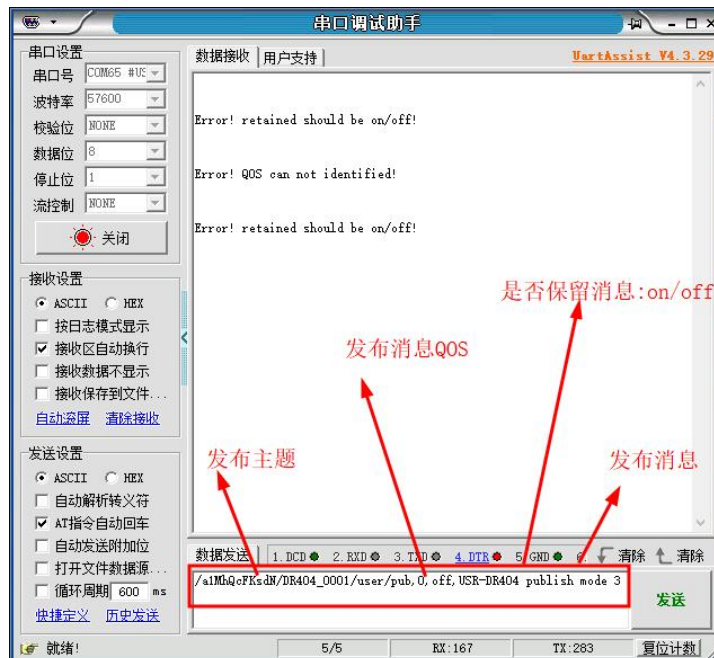 串口调试助手
串口设置
串口号 COM65 #US
波特率 57600
校验位 NONE
数据位 8
停止位 1
流控制 NONE
关闭
接收设置
ASCII HEX
按日志模式显示
接收区自动换行
接收数据不显示
接收保存到文件...
自动滚屏 清除接收
发送设置
ASCII HEX
自动解析转义符
AT指令自动回车
自动发送附加位
打开文件数据源...
循环周期 600 ms
快捷定义 历史发送
数据接收 用户支持 UartAssist V4.3.29
Error! retained should be on/off!
Error! QOS can not identified!
Error! retained should be on/off!
是否保留消息:on/off
发布消息QOS
发布主题
发布消息
数据发送 1.DCD 2.RXD 3.TXD 4.DTR 5.GND 6. 清除 清除
/a1MhQcFKsdN/DR404_0001/user/pub,0,off,USR-DR404 publish mode 3
发送
就绪! 5/5 RX:167 TX:283 复位计数